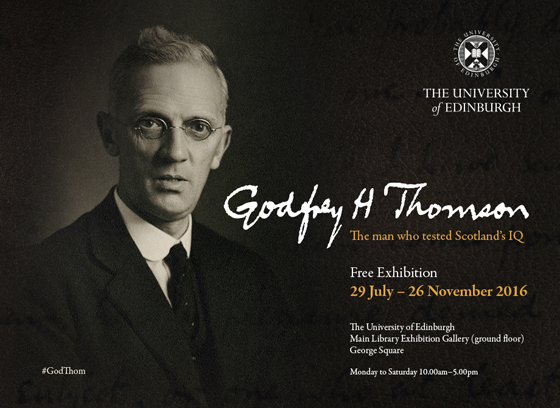 THE UNIVERSITY OF EDINBURGH
THE UNIVERSITY
of EDINBURGH
Godfrey H Thomson
The man who tested Scotland's IQ
Free Exhibition
29 July – 26 November 2016
The University of Edinburgh
Main Library Exhibition Gallery (ground floor)
George Square
Monday to Saturday 10.00am–5.00pm
#GodThom